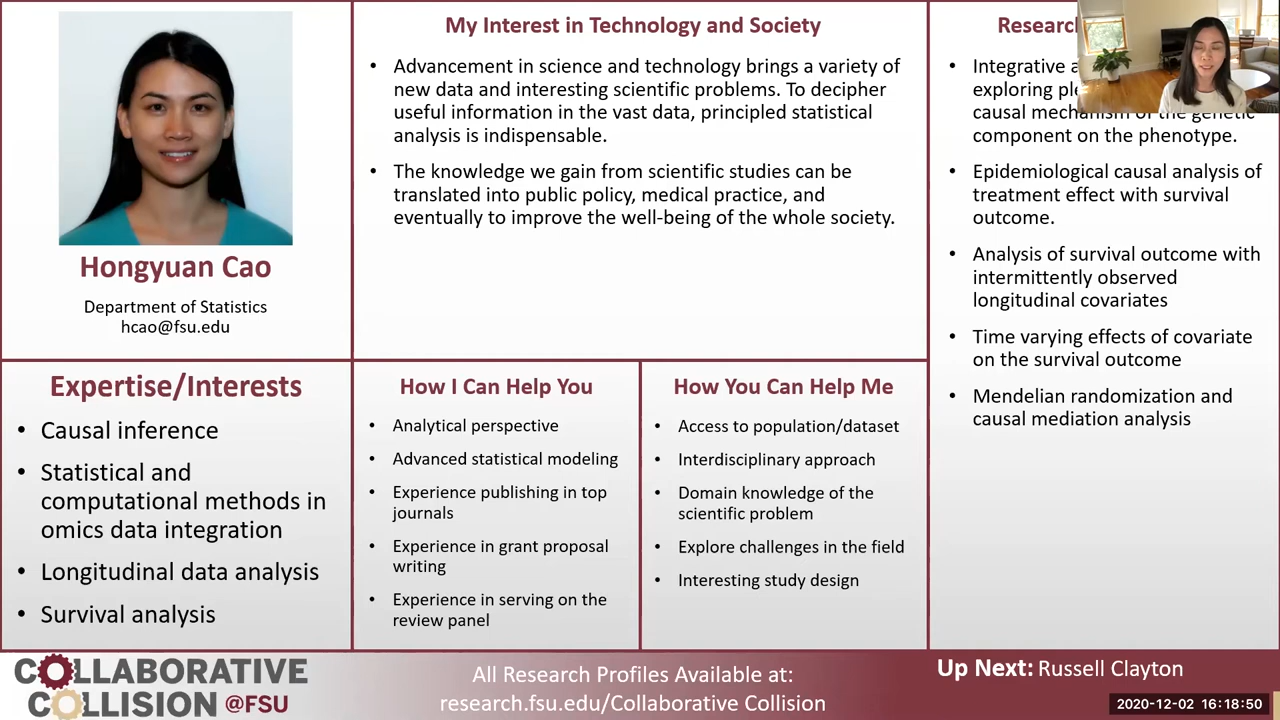 Hongyuan Cao
Department of Statistics
hcao@fsu.edu
My Interest in Technology and Society
• Advancement in science and technology brings a variety of
new data and interesting scientific problems. To decipher
useful information in the vast data, principled statistical
analysis is indispensable.
• The knowledge we gain from scientific studies can be
translated into public policy, medical practice, and
eventually to improve the well-being of the whole society.
Research
• Integrative
exploring
causal mechanism of the genetic
component on the phenotype.
• Epidemiological causal analysis of
treatment effect with survival
outcome.
• Analysis of survival outcome with
intermittently observed
longitudinal covariates
• Time varying effects of covariate
on the survival outcome
• Mendelian randomization and
causal mediation analysis
Expertise/Interests
• Causal inference
• Statistical and
computational methods in
omics data integration
• Longitudinal data analysis
• Survival analysis
How I Can Help You
• Analytical perspective
• Advanced statistical modeling
• Experience publishing in top
journals
• Experience in grant proposal
writing
• Experience in serving on the
review panel
How You Can Help Me
• Access to population/dataset
• Interdisciplinary approach
• Domain knowledge of the
scientific problem
• Explore challenges in the field
• Interesting study design
COLLABORATIVE
COLLISION @FSU
All Research Profiles Available at:
research.fsu.edu/Collaborative Collision
Up Next: Russell Clayton
2020-12-02 16:18:50